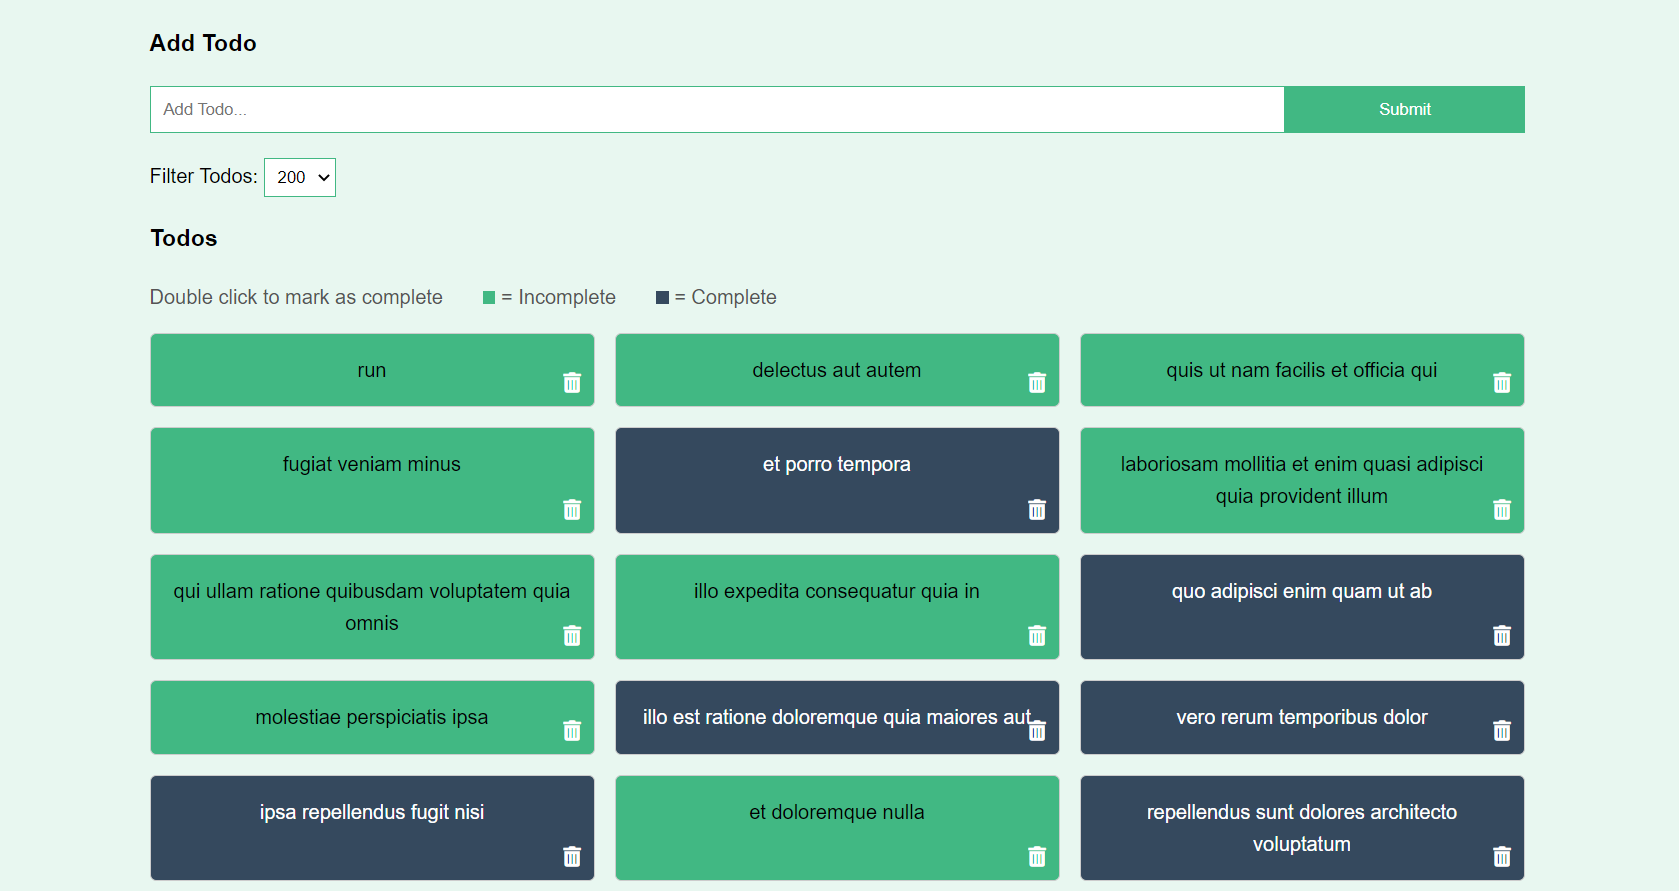 Add Todo
Add Todo...
Submit
Filter Todos: 200
Todos
Double click to mark as complete = Incomplete = Complete
run
delectus aut autem
quis ut nam facilis et officia qui
fugiat veniam minus
et porro tempora
laboriosam mollitia et enim quasi adipisci
quia provident illum
qui ullam ratione quibusdam voluptatem quia
omnis
illo expedita consequatur quia in
quo adipisci enim quam ut ab
molestiae perspiciatis ipsa
illo est ratione doloremque quia maiores aut
vero rerum temporibus dolor
ipsa repellendus fugit nisi
et doloremque nulla
repellendus sunt dolores architecto
voluptatum